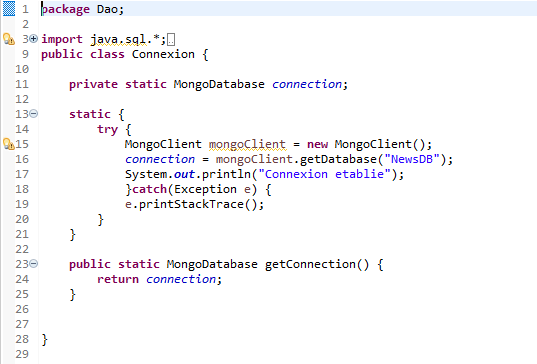 1 package Dao;
2
3 import java.sql.*;
9 public class Connexion {
10
11     private static MongoDatabase connection;
12
13     static {
14         try {
15             MongoClient mongoClient = new MongoClient();
16             connection = mongoClient.getDatabase("NewsDB");
17             System.out.println("Connexion etablie");
18             }catch(Exception e) {
19             e.printStackTrace();
20         }
21     }
22
23     public static MongoDatabase getConnection() {
24         return connection;
25     }
26
27
28 }
29